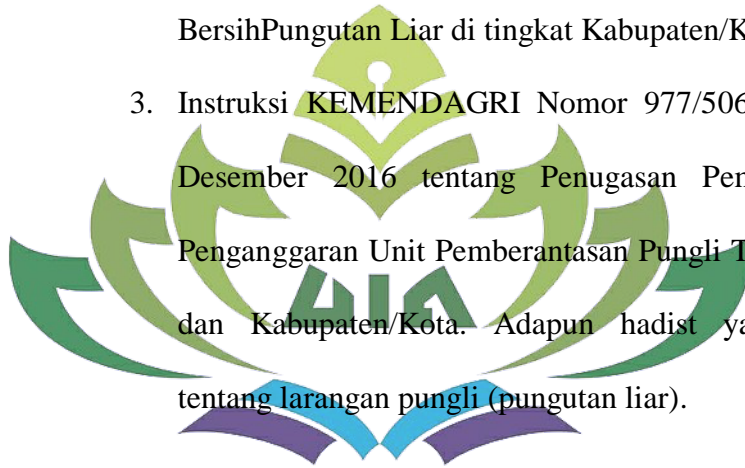 BersihPungutan Liar di tingkat Kabupaten/K
3. Instruksi KEMENDAGRI Nomor 977/506
Desember 2016 tentang Penugasan Pen
Penganggaran Unit Pemberantasan Pungli T
dan Kabupaten/Kota. Adapun hadist ya
tentang larangan pungli (pungutan liar).